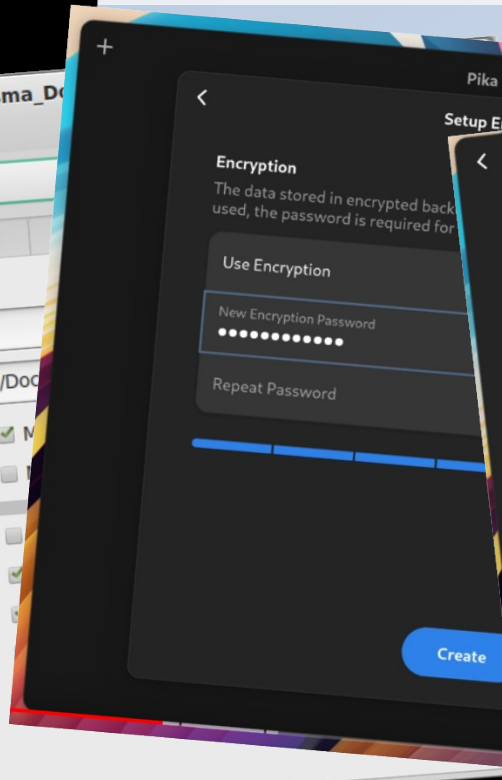 ma_Do
Pika
Setup E
Encryption
The data stored in encrypted back
used, the password is required for
Use Encryption
New Encryption Password
●●●●●●●●●●●●
Repeat Password
/Doc
M
Create